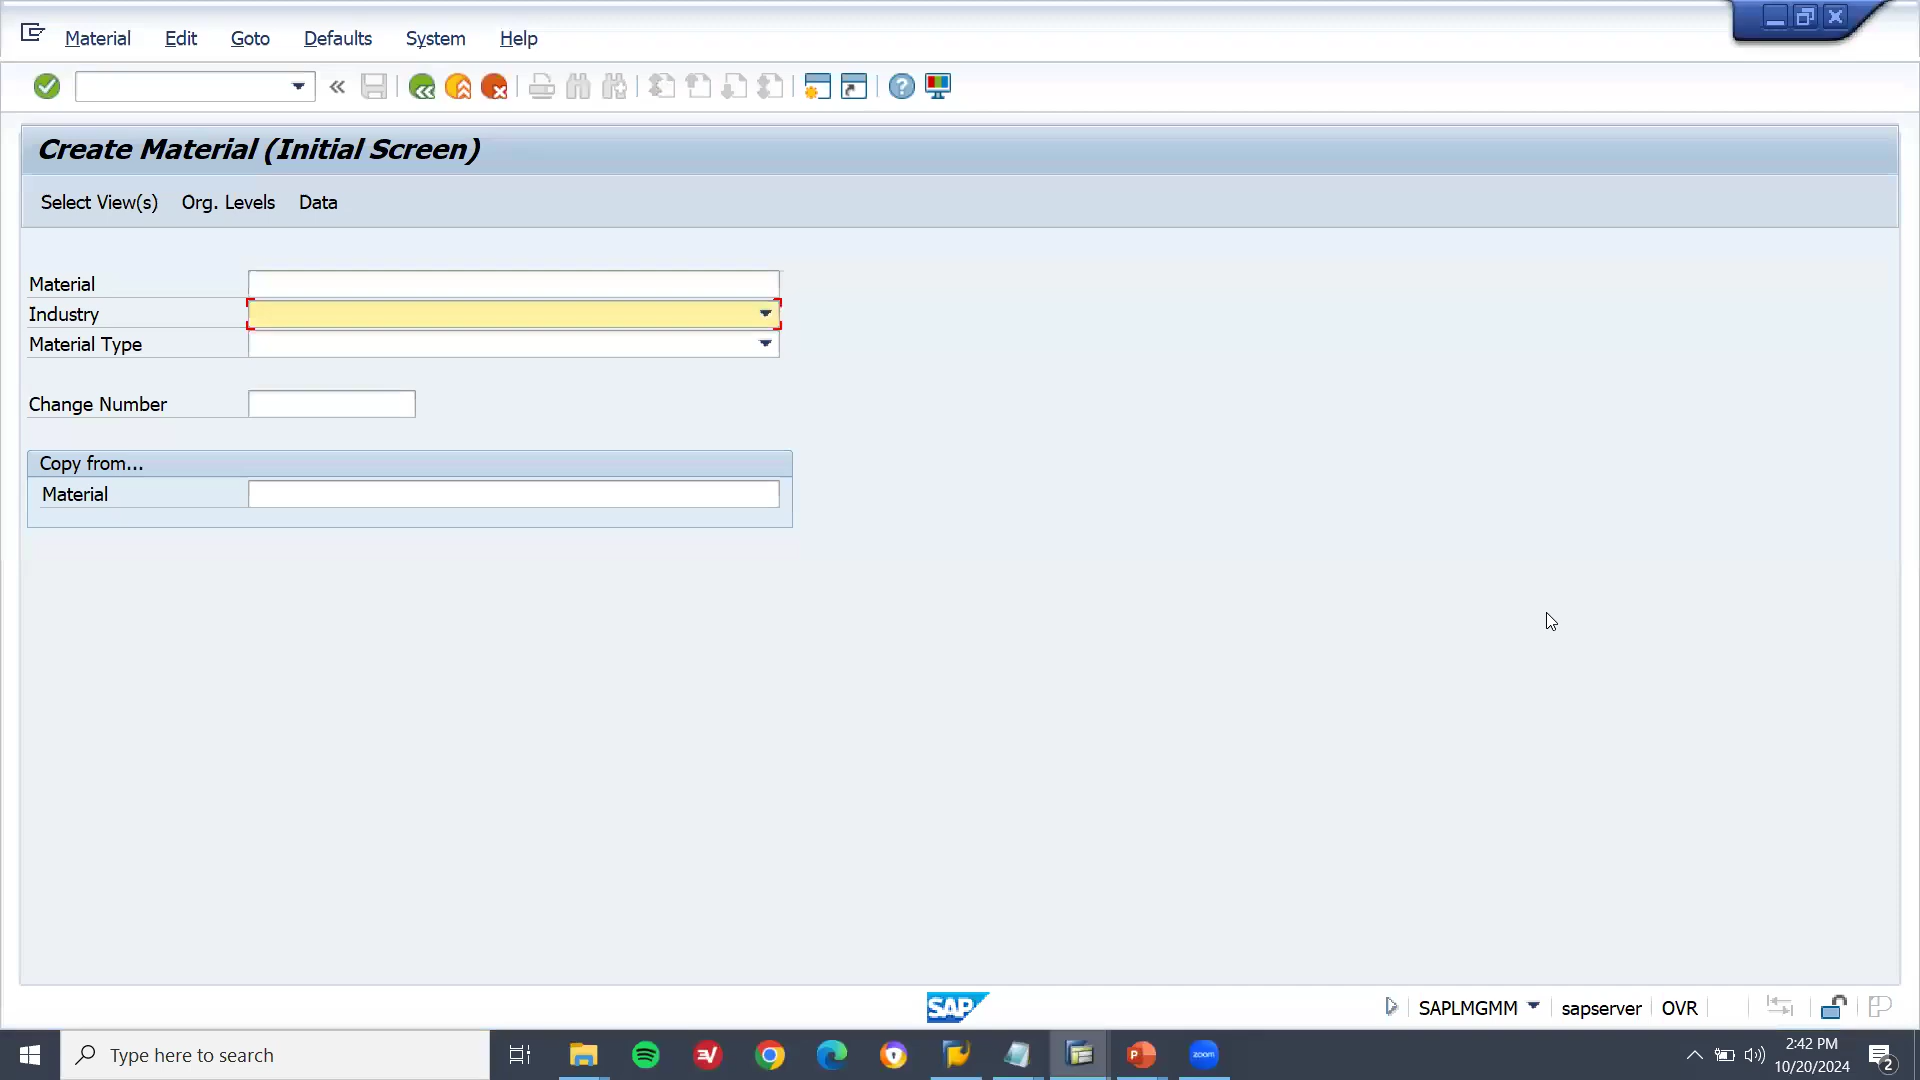 Material Edit Goto Defaults System Help
Create Material (Initial Screen)
Select View(s) Org. Levels Data
Material
Industry
Material Type
Change Number
Copy from...
Material
SAP
SAPLMGMM sapserver OVR
Type here to search
zoom
2:42 PM
10/20/2024
2